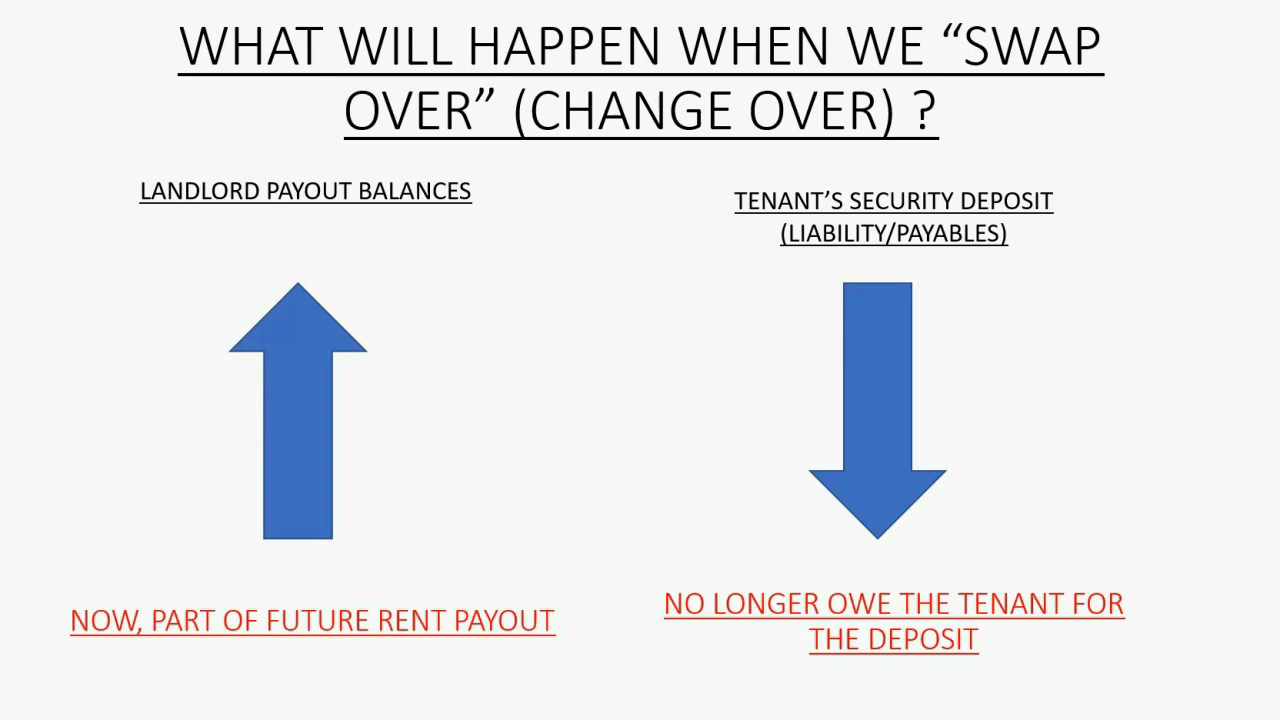 WHAT WILL HAPPEN WHEN WE “SWAP
OVER” (CHANGE OVER) ?
LANDLORD PAYOUT BALANCES
TENANT’S SECURITY DEPOSIT
(LIABILITY/PAYABLES)
NOW, PART OF FUTURE RENT PAYOUT
NO LONGER OWE THE TENANT FOR
THE DEPOSIT